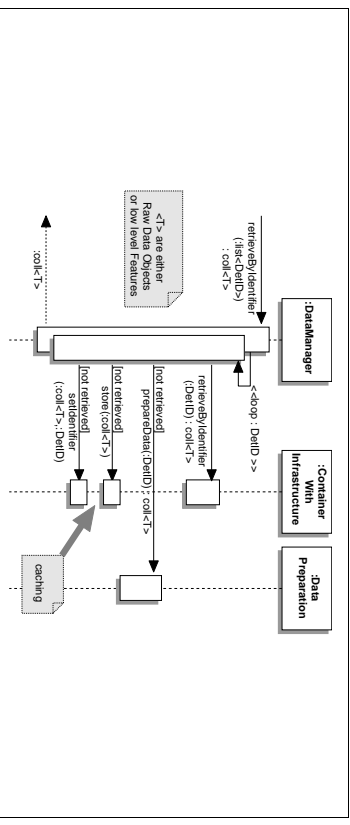 :DataManager
:Container
With
Infrastructure
:Data
Preparation
retrieveByIdentifier
(:list<DetID>)
: coll<T>
<<loop : DetID >>
retrieveByIdentifier
(:DetID) : coll<T>
<T> are either
Raw Data Objects
or low level Features
[not retrieved]
prepareData(:DetID) : coll<T>
[not retrieved]
store(coll<T>)
[not retrieved]
setIdentifier
(:coll<T>,:DetID)
:coll<T>
caching